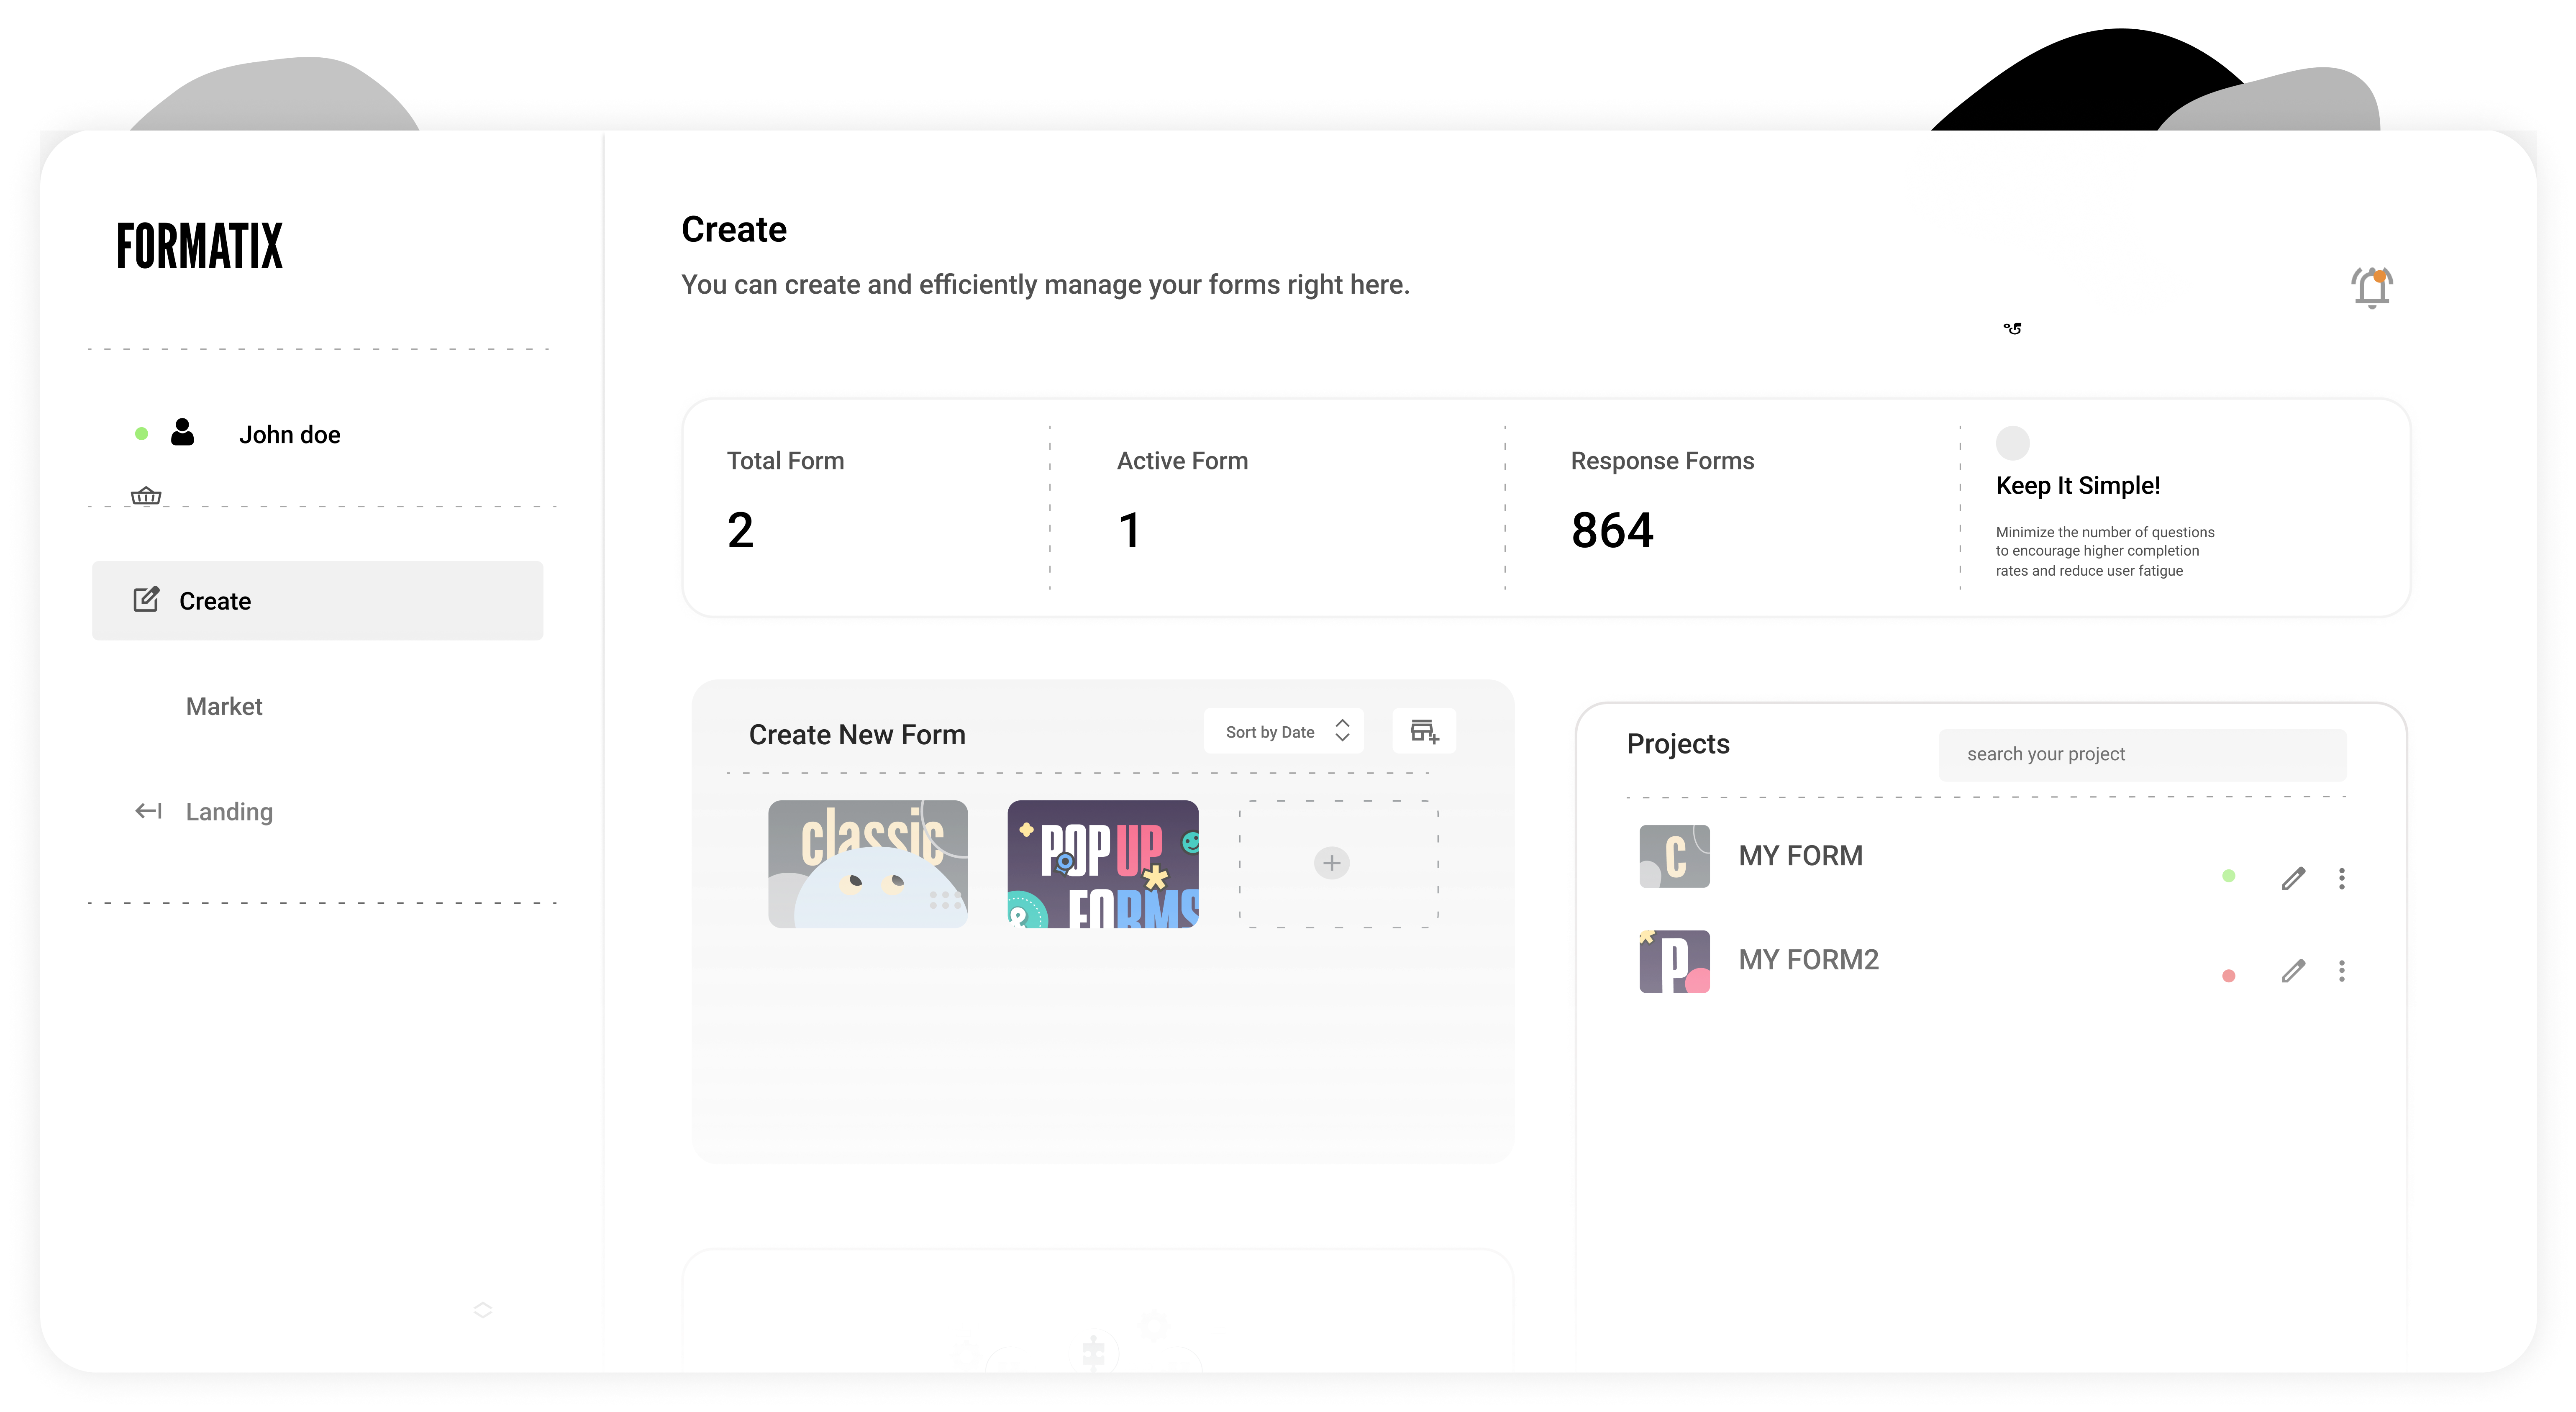 FORMATIX
John doe
Create
Market
Landing
Create
You can create and efficiently manage your forms right here.
Total Form
2
Active Form
1
Response Forms
864
Keep It Simple!
Minimize the number of questions
to encourage higher completion
rates and reduce user fatigue
Create New Form
Sort by Date
classic
POP UP
FORMS
&
Projects
search your project
C
MY FORM
P
MY FORM2